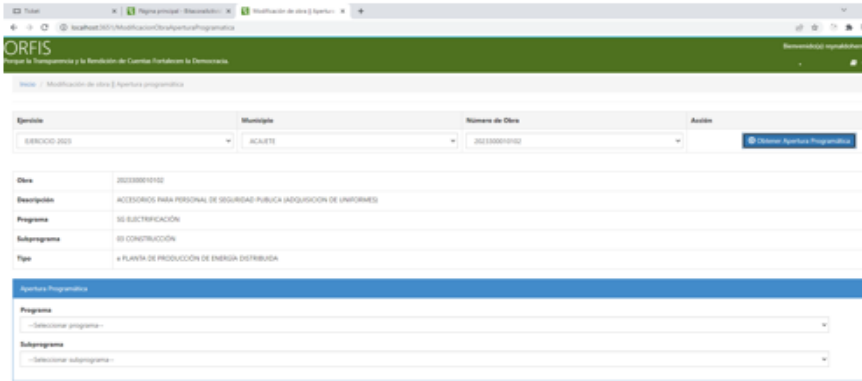 Ticket
Página principal
Modificación de obra || Apertura
localhost
/ModificacionObraAperturaProgramatica
ORFIS
Bienvenido(a)
Porque la Transparencia y la Rendición de Cuentas Fortalecen la Democracia.
Inicio / Modificación de obra || Apertura programática
Ejercicio Municipio Número de Obra Acción
EJERCICIO 2023 ACAJETE 2023300010102 Obtener Apertura Programática
Obra 2023300010102
Descripción ACCESORIOS PARA PERSONAL DE SEGURIDAD PUBLICA (ADQUISICION DE UNIFORMES)
Programa SG ELECTRIFICACIÓN
Subprograma 03 CONSTRUCCIÓN
Tipo e PLANTA DE PRODUCCIÓN DE ENERGÍA DISTRIBUIDA
Apertura Programática
Programa
--Seleccionar programa--
Subprograma
--Seleccionar subprograma--